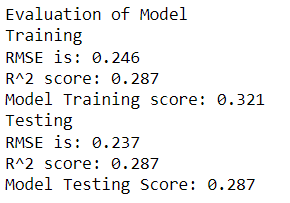 Evaluation of Model
Training
RMSE is: 0.246
R^2 score: 0.287
Model Training score: 0.321
Testing
RMSE is: 0.237
R^2 score: 0.287
Model Testing Score: 0.287